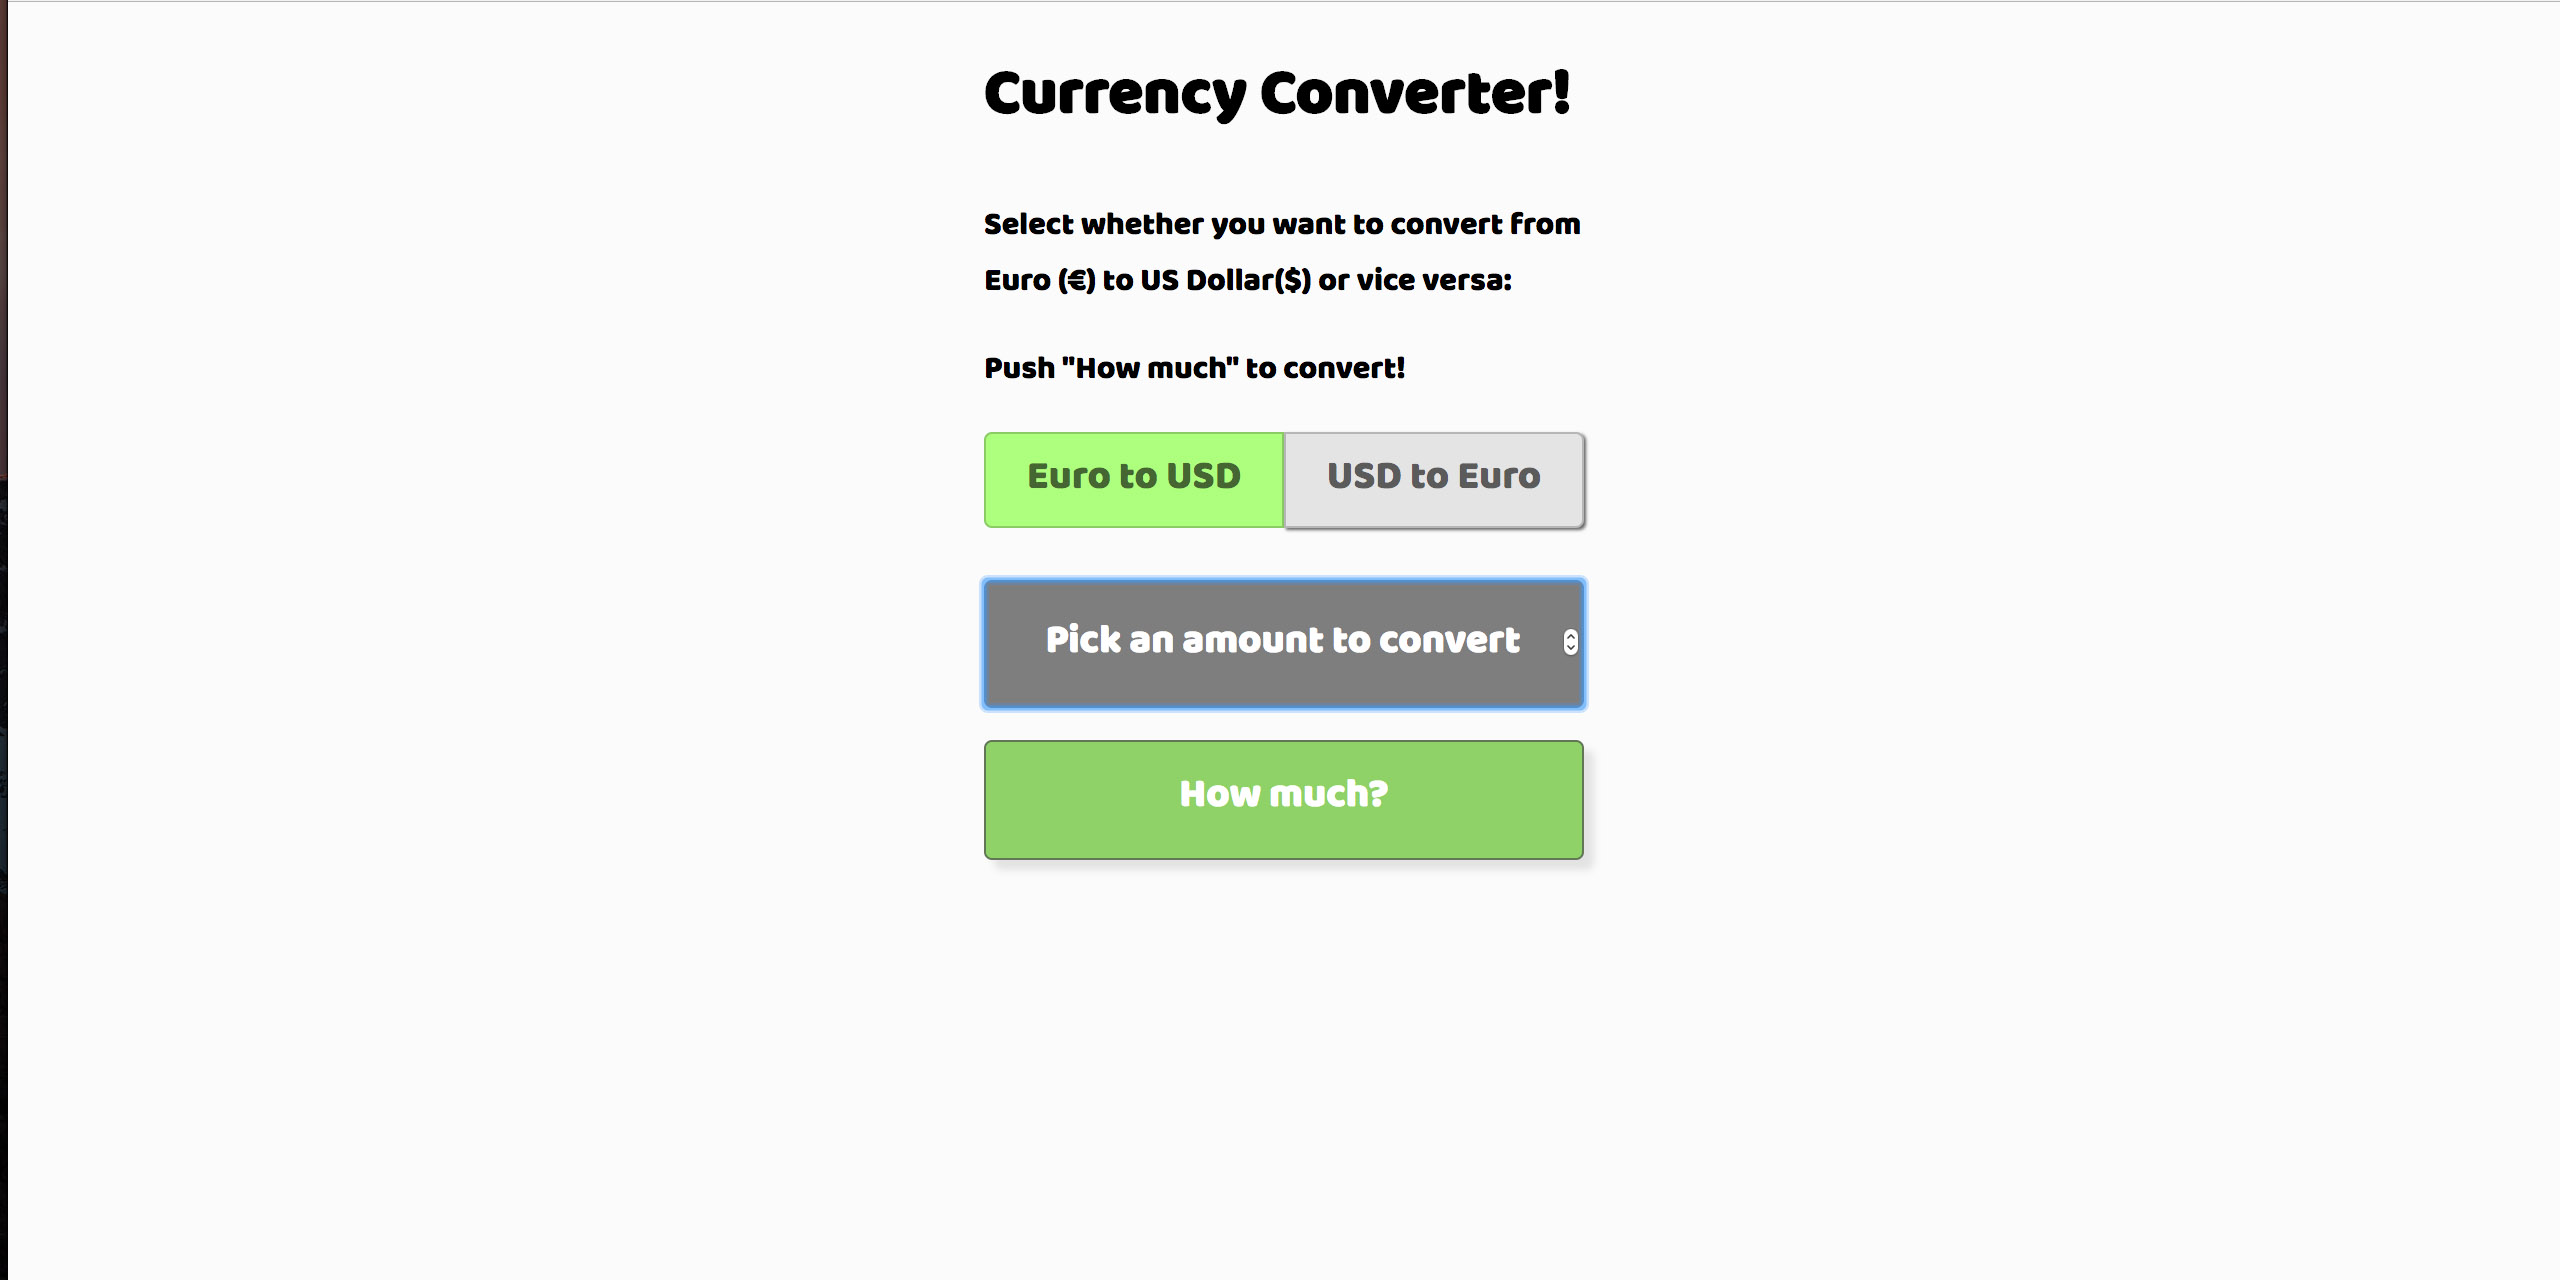 Currency Converter!
Select whether you want to convert from
Euro (€) to US Dollar($) or vice versa:
Push "How much" to convert!
Euro to USD
USD to Euro
Pick an amount to convert
How much?